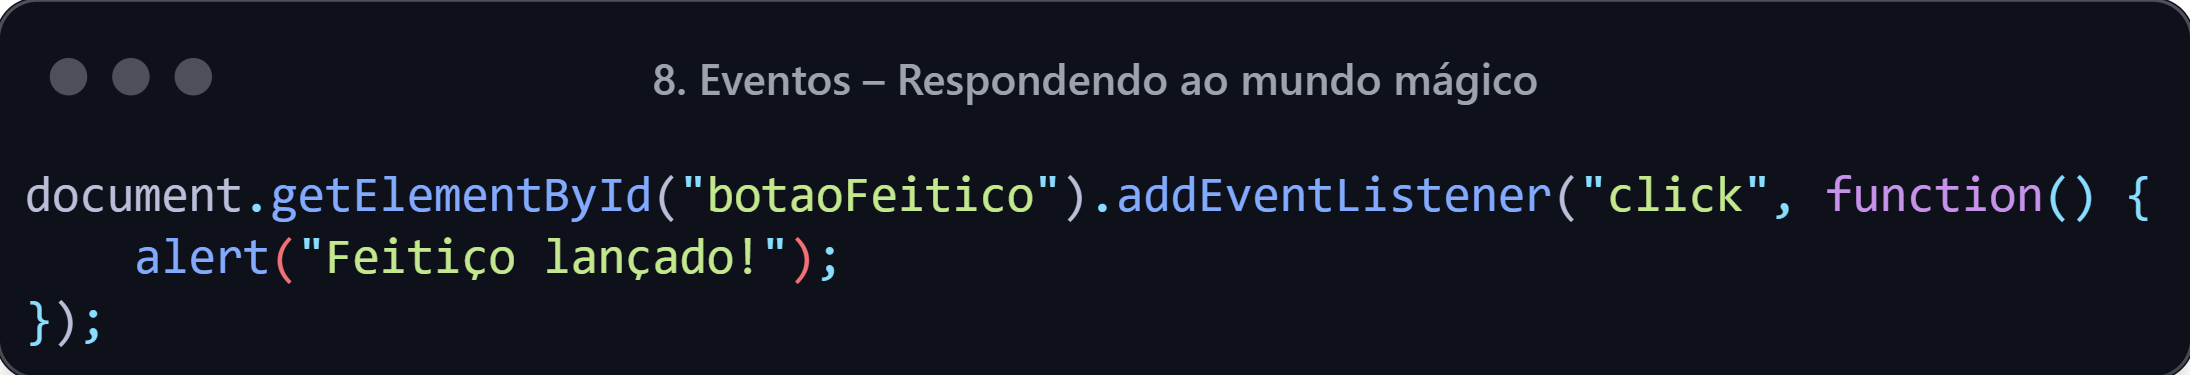 8. Eventos – Respondendo ao mundo mágico
document.getElementById("botaoFeitico").addEventListener("click", function() {
    alert("Feitiço lançado!");
});